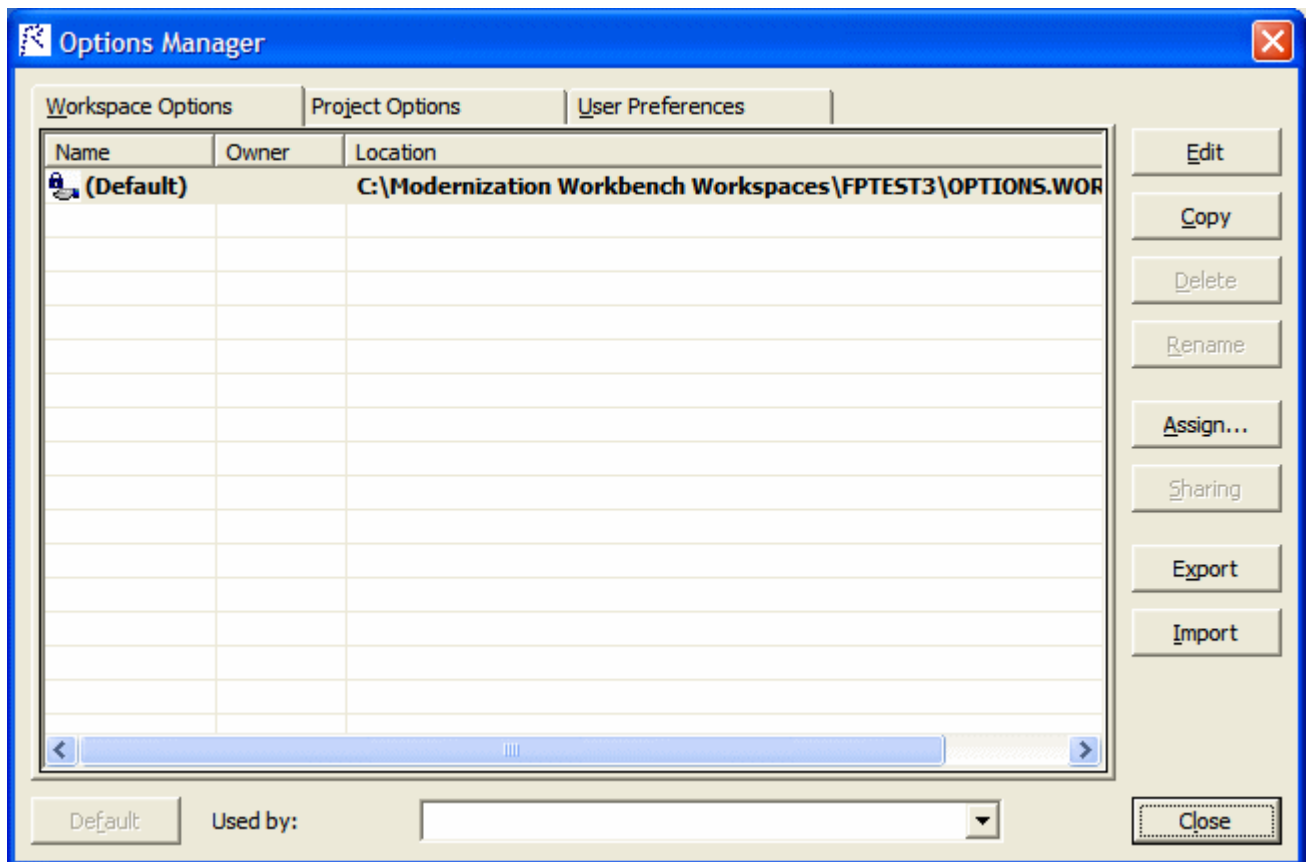 Options Manager
Workspace Options Project Options User Preferences
Name Owner Location
(Default) C:\Modernization Workbench Workspaces\FPTEST3\OPTIONS.WOR
Edit
Copy
Delete
Rename
Assign...
Sharing
Export
Import
Default Used by: Close